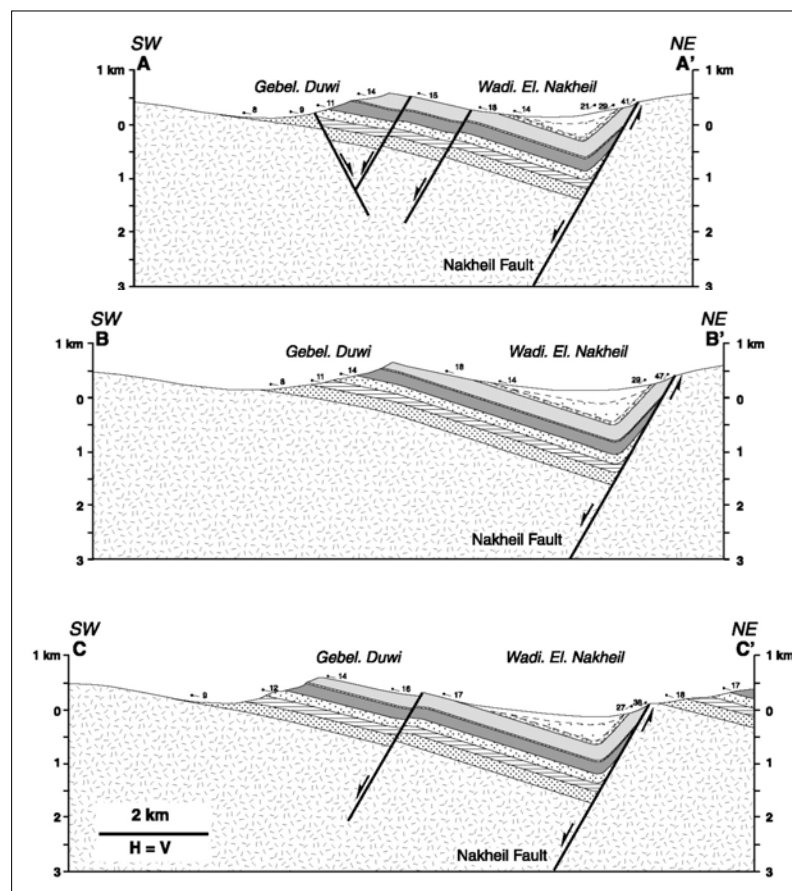 SW NE
A A'
1 km 1 km
Gebel. Duwi Wadi. El. Nakheil
8 9 11 14 15 18 14 21 29 41
0 0
1 1
2 2
Nakheil Fault
3 3
SW NE
B B'
1 km 1 km
Gebel. Duwi Wadi. El. Nakheil
11 14 18 14 29 47
0 0
1 1
2 2
Nakheil Fault
3 3
SW NE
C C'
1 km 1 km
Gebel. Duwi Wadi. El. Nakheil
9 12 14 16 17 27 18 17
0 0
1 1
2 km
2 2
H = V
Nakheil Fault
3 3